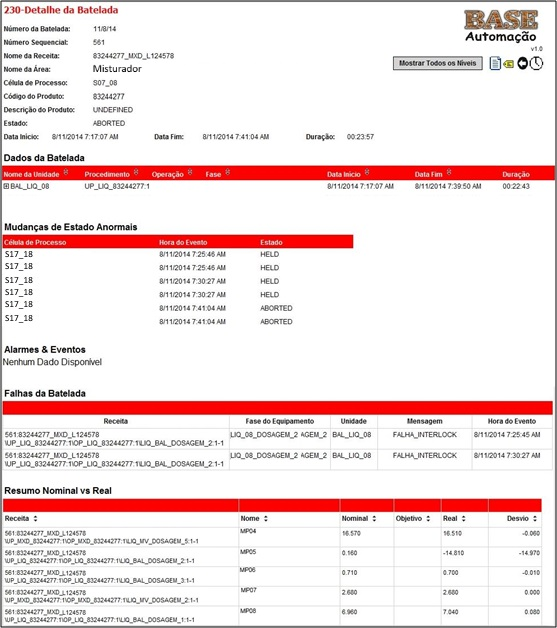 230-Detalhe da Batelada
BASE
Automação
v1.0
Número da Batelada: 11/8/14
Número Sequencial: 561
Nome da Receita: 83244277_MXD_L124578
Mostrar Todos os Níveis
Nome da Área: Misturador
Célula de Processo: S07_08
Código do Produto: 83244277
Descrição do Produto: UNDEFINED
Estado: ABORTED
Data Início: 8/11/2014 7:17:07 AM Data Fim: 8/11/2014 7:41:04 AM Duração: 00:23:57
Dados da Batelada
Nome da Unidade Procedimento Operação Fase Data Início Data Fim Duração
BAL_LIQ_08 UP_LIQ_83244277:1 8/11/2014 7:17:07 AM 8/11/2014 7:39:50 AM 00:22:43
Mudanças de Estado Anormais
Célula de Processo Hora do Evento Estado
S17_18 8/11/2014 7:25:46 AM HELD
S17_18 8/11/2014 7:25:46 AM HELD
S17_18 8/11/2014 7:30:27 AM HELD
S17_18 8/11/2014 7:30:27 AM HELD
S17_18 8/11/2014 7:41:04 AM ABORTED
S17_18 8/11/2014 7:41:04 AM ABORTED
Alarmes & Eventos
Nenhum Dado Disponível
Falhas da Batelada
Receita Fase do Equipamento Unidade Mensagem Hora do Evento
561:83244277_MXD_L124578 LIQ_08_DOSAGEM_2 AGEM_2 BAL_LIQ_08 FALHA_INTERLOCK 8/11/2014 7:25:45 AM
\UP_LIQ_83244277:1\OP_LIQ_83244277:1\LIQ_BAL_DOSAGEM_2:1-1
561:83244277_MXD_L124578 LIQ_08_DOSAGEM_2 AGEM_2 BAL_LIQ_08 FALHA_INTERLOCK 8/11/2014 7:30:27 AM
\UP_LIQ_83244277:1\OP_LIQ_83244277:1\LIQ_BAL_DOSAGEM_2:1-1
Resumo Nominal vs Real
Receita Nome Nominal Objetivo Real Desvio
561:83244277_MXD_L124578 MP04 16.570 16.510 -0.060
\UP_MXD_83244277:1\OP_MXD_83244277:1\LIQ_MV_DOSAGEM_5:1-1
561:83244277_MXD_L124578 MP05 0.160 -14.810 -14.970
\UP_LIQ_83244277:1\OP_LIQ_83244277:1\LIQ_BAL_DOSAGEM_2:1-1
561:83244277_MXD_L124578 MP06 0.710 0.700 -0.010
\UP_LIQ_83244277:1\OP_LIQ_83244277:1\LIQ_BAL_DOSAGEM_3:1-1
561:83244277_MXD_L124578 MP07 2.680 2.680 0.000
\UP_MXD_83244277:1\OP_MXD_83244277:1\LIQ_MV_DOSAGEM_2:1-1
561:83244277_MXD_L124578 MP08 6.960 7.040 0.080
\UP_LIQ_83244277:1\OP_LIQ_83244277:1\LIQ_BAL_DOSAGEM_1:1-1